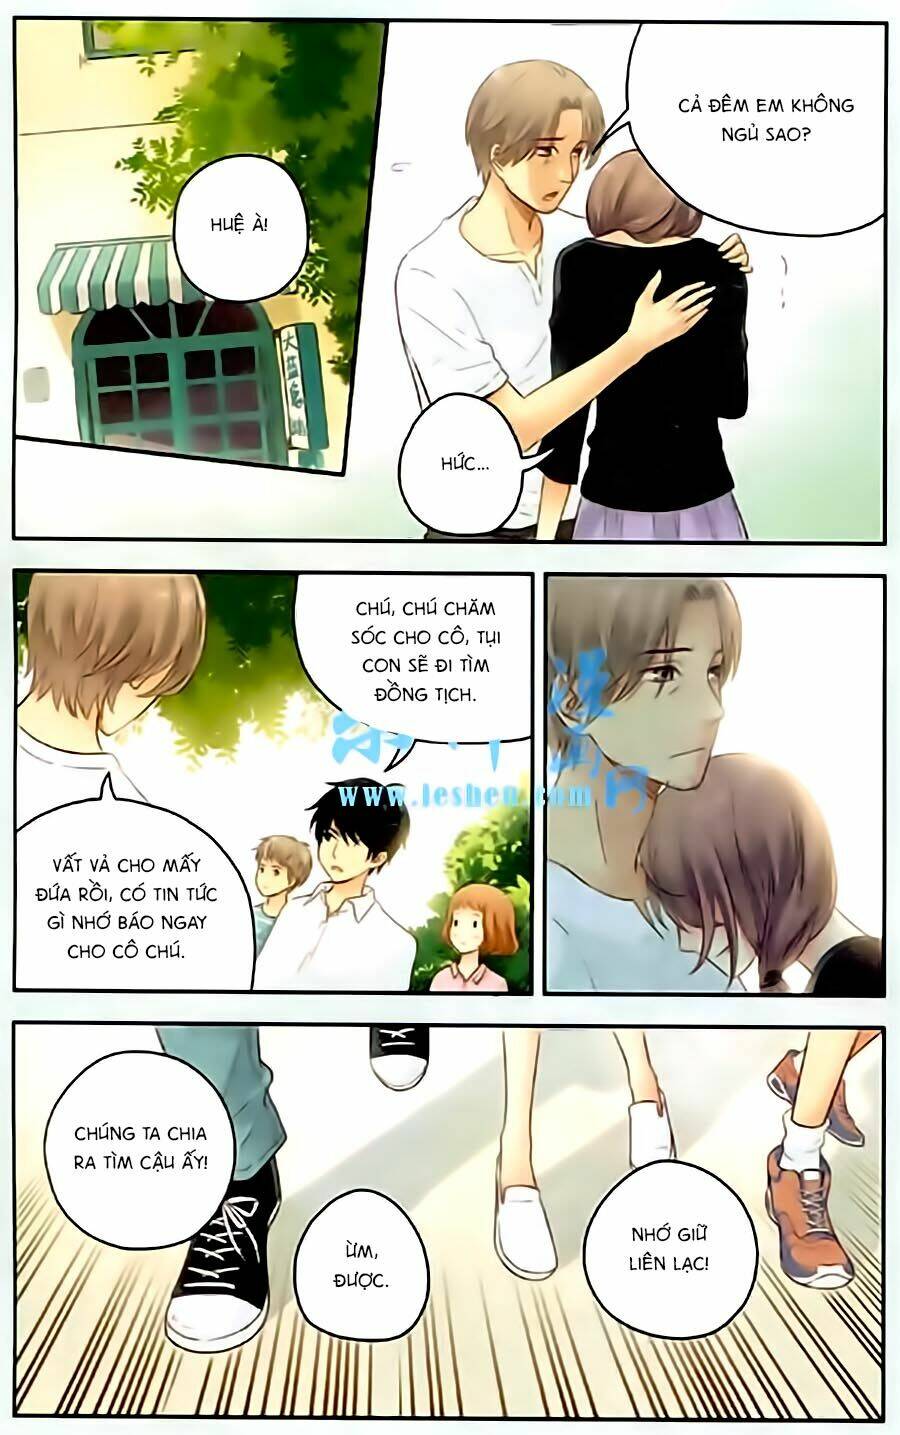 HUỆ À!
CẢ ĐÊM EM KHÔNG
NGỦ SAO?
HỨC...
CHÚ, CHÚ CHĂM
SÓC CHO CÔ, TỤI
CON SẼ ĐI TÌM
ĐỒNG TỊCH.
www.leshen.com
VẤT VẢ CHO MẤY
ĐỨA RỒI, CÓ TIN TỨC
GÌ NHỚ BÁO NGAY
CHO CÔ CHÚ.
CHÚNG TA CHIA
RA TÌM CẬU ẤY!
ỪM,
ĐƯỢC.
NHỚ GIỮ
LIÊN LẠC!